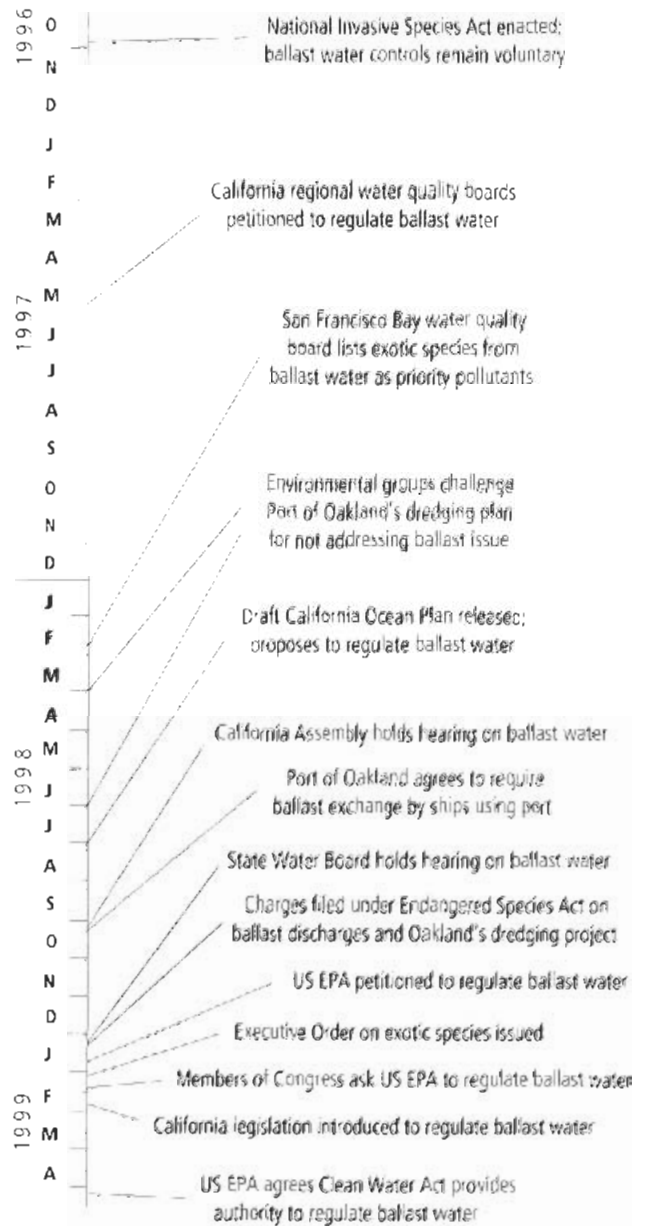 1996
O
N
D
J
F
M
A
M
J
J
A
S
O
N
D
1997
J
F
M
A
M
J
J
A
S
O
N
D
1998
J
F
M
A
1999
National Invasive Species Act enacted;
ballast water controls remain voluntary
California regional water quality boards
petitioned to regulate ballast water
San Francisco Bay water quality
board lists exotic species from
ballast water as priority pollutants
Environmental groups challenge
Port of Oakland's dredging plan
for not addressing ballast issue
Draft California Ocean Plan released;
proposes to regulate ballast water
California Assembly holds hearing on ballast water
Port of Oakland agrees to require
ballast exchange by ships using port
State Water Board holds hearing on ballast water
Charges filed under Endangered Species Act on
ballast discharges and Oakland's dredging project
US EPA petitioned to regulate ballast water
Executive Order on exotic species issued
Members of Congress ask US EPA to regulate ballast water
California legislation introduced to regulate ballast water
US EPA agrees Clean Water Act provides
authority to regulate ballast water